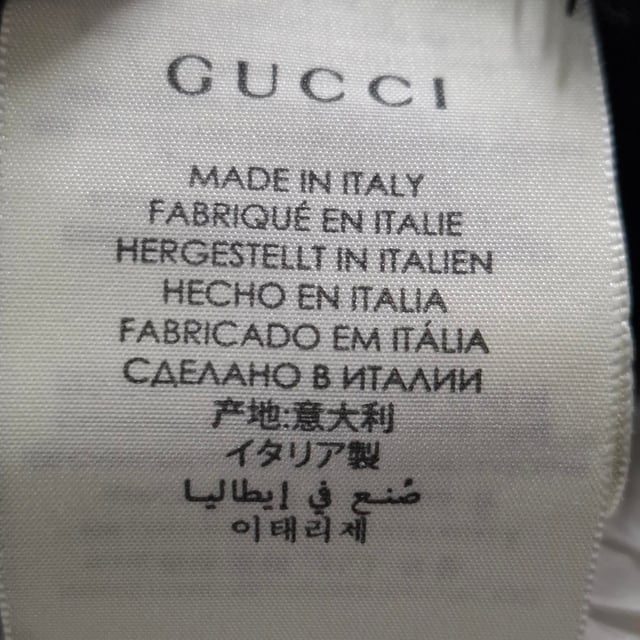 GUCCI
MADE IN ITALY
FABRIQUÉ EN ITALIE
HERGESTELLT IN ITALIEN
HECHO EN ITALIA
FABRICADO EM ITÁLIA
СДЕЛАНО В ИТАЛИИ
产地:意大利
イタリア製
صُنع في إيطاليا
이태리제